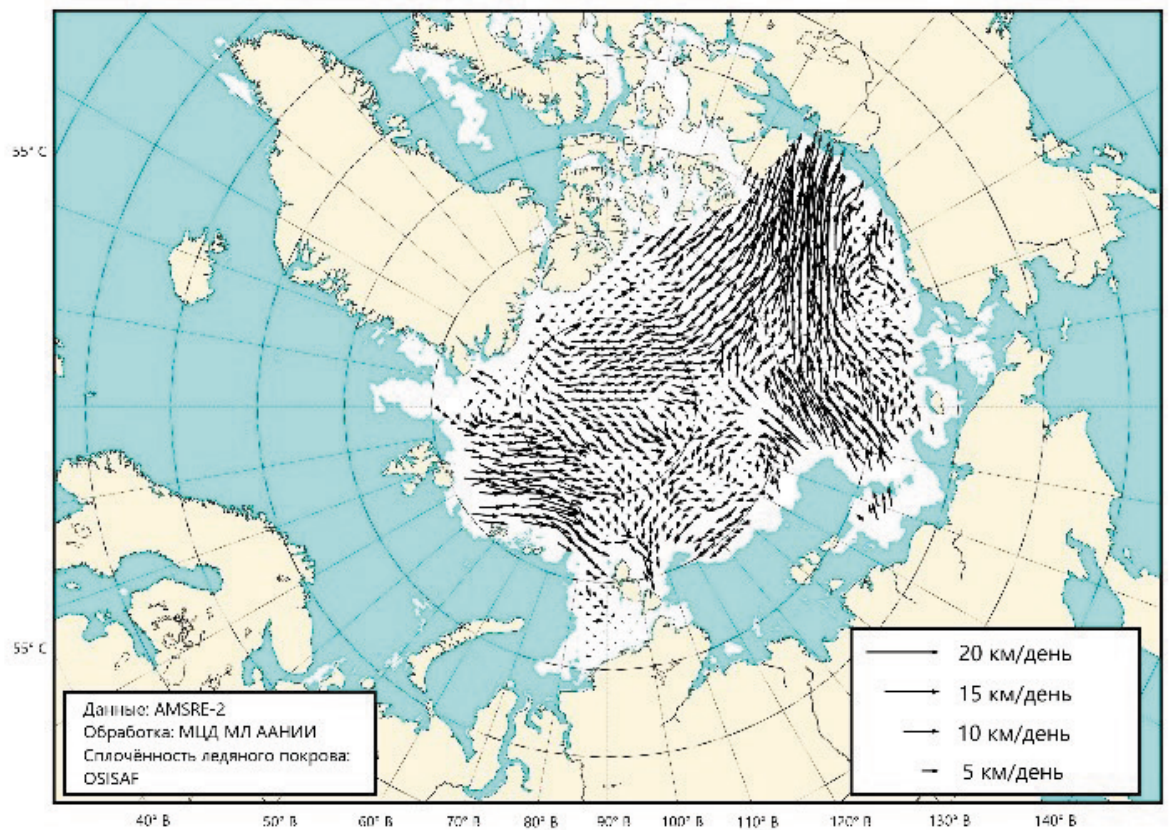 55° С
55° С
20 км/день
15 км/день
10 км/день
5 км/день
Данные: AMSRE-2
Обработка: МЦД МЛ ААНИИ
Сплочённость ледяного покрова:
OSISAF
40° В 50° В 60° В 70° В 80° В 90° В 100° В 110° В 120° В 130° В 140° В